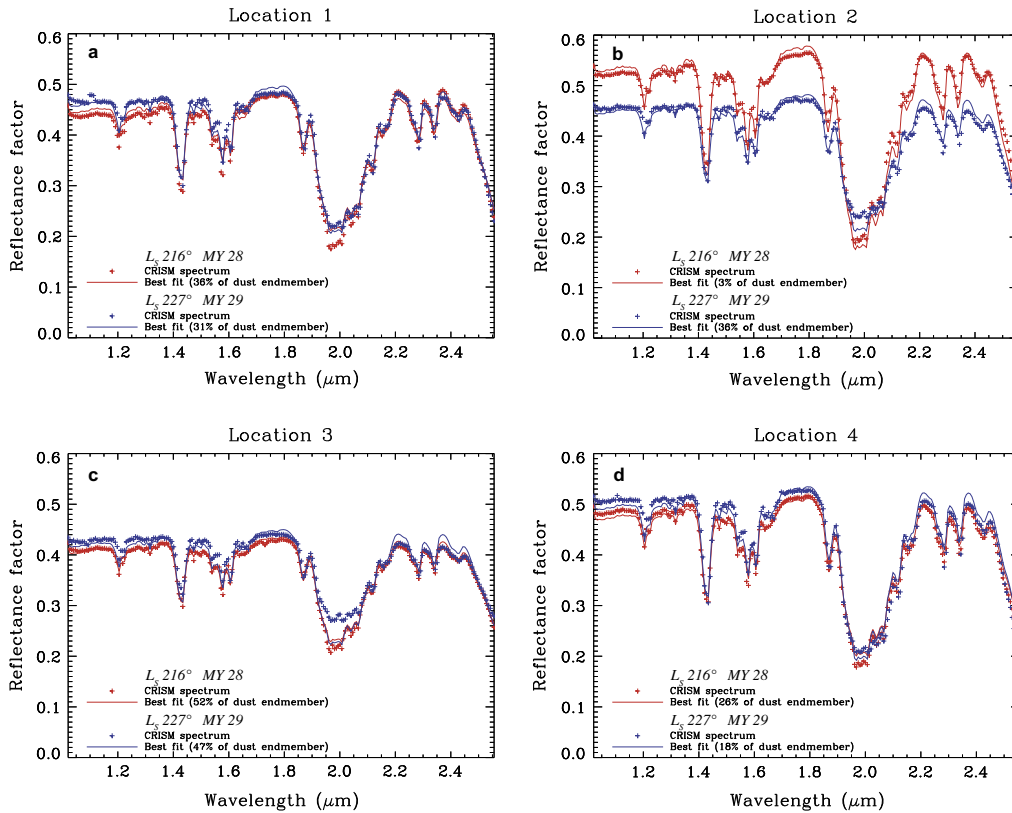 Location 1
a
Reflectance factor
0.6
0.5
0.4
0.3
0.2
0.1
0.0
L_S 216° MY 28
CRISM spectrum
Best fit (36% of dust endmember)
L_S 227° MY 29
CRISM spectrum
Best fit (31% of dust endmember)
1.2 1.4 1.6 1.8 2.0 2.2 2.4
Wavelength (μm)
Location 2
b
Reflectance factor
0.6
0.5
0.4
0.3
0.2
0.1
0.0
L_S 216° MY 28
CRISM spectrum
Best fit (3% of dust endmember)
L_S 227° MY 29
CRISM spectrum
Best fit (36% of dust endmember)
1.2 1.4 1.6 1.8 2.0 2.2 2.4
Wavelength (μm)
Location 3
c
Reflectance factor
0.6
0.5
0.4
0.3
0.2
0.1
0.0
L_S 216° MY 28
CRISM spectrum
Best fit (52% of dust endmember)
L_S 227° MY 29
CRISM spectrum
Best fit (47% of dust endmember)
1.2 1.4 1.6 1.8 2.0 2.2 2.4
Wavelength (μm)
Location 4
d
Reflectance factor
0.6
0.5
0.4
0.3
0.2
0.1
0.0
L_S 216° MY 28
CRISM spectrum
Best fit (26% of dust endmember)
L_S 227° MY 29
CRISM spectrum
Best fit (18% of dust endmember)
1.2 1.4 1.6 1.8 2.0 2.2 2.4
Wavelength (μm)